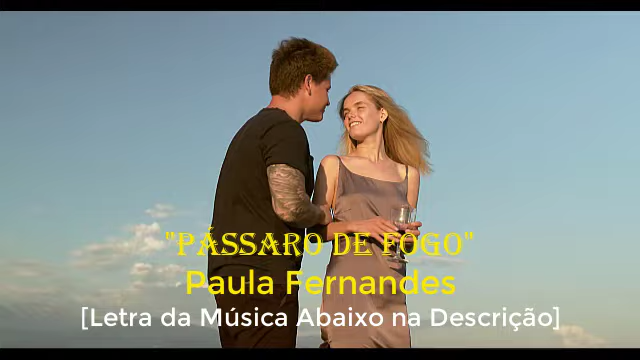 "PÁSSARO DE FOGO"
Paula Fernandes
[Letra da Música Abaixo na Descrição]